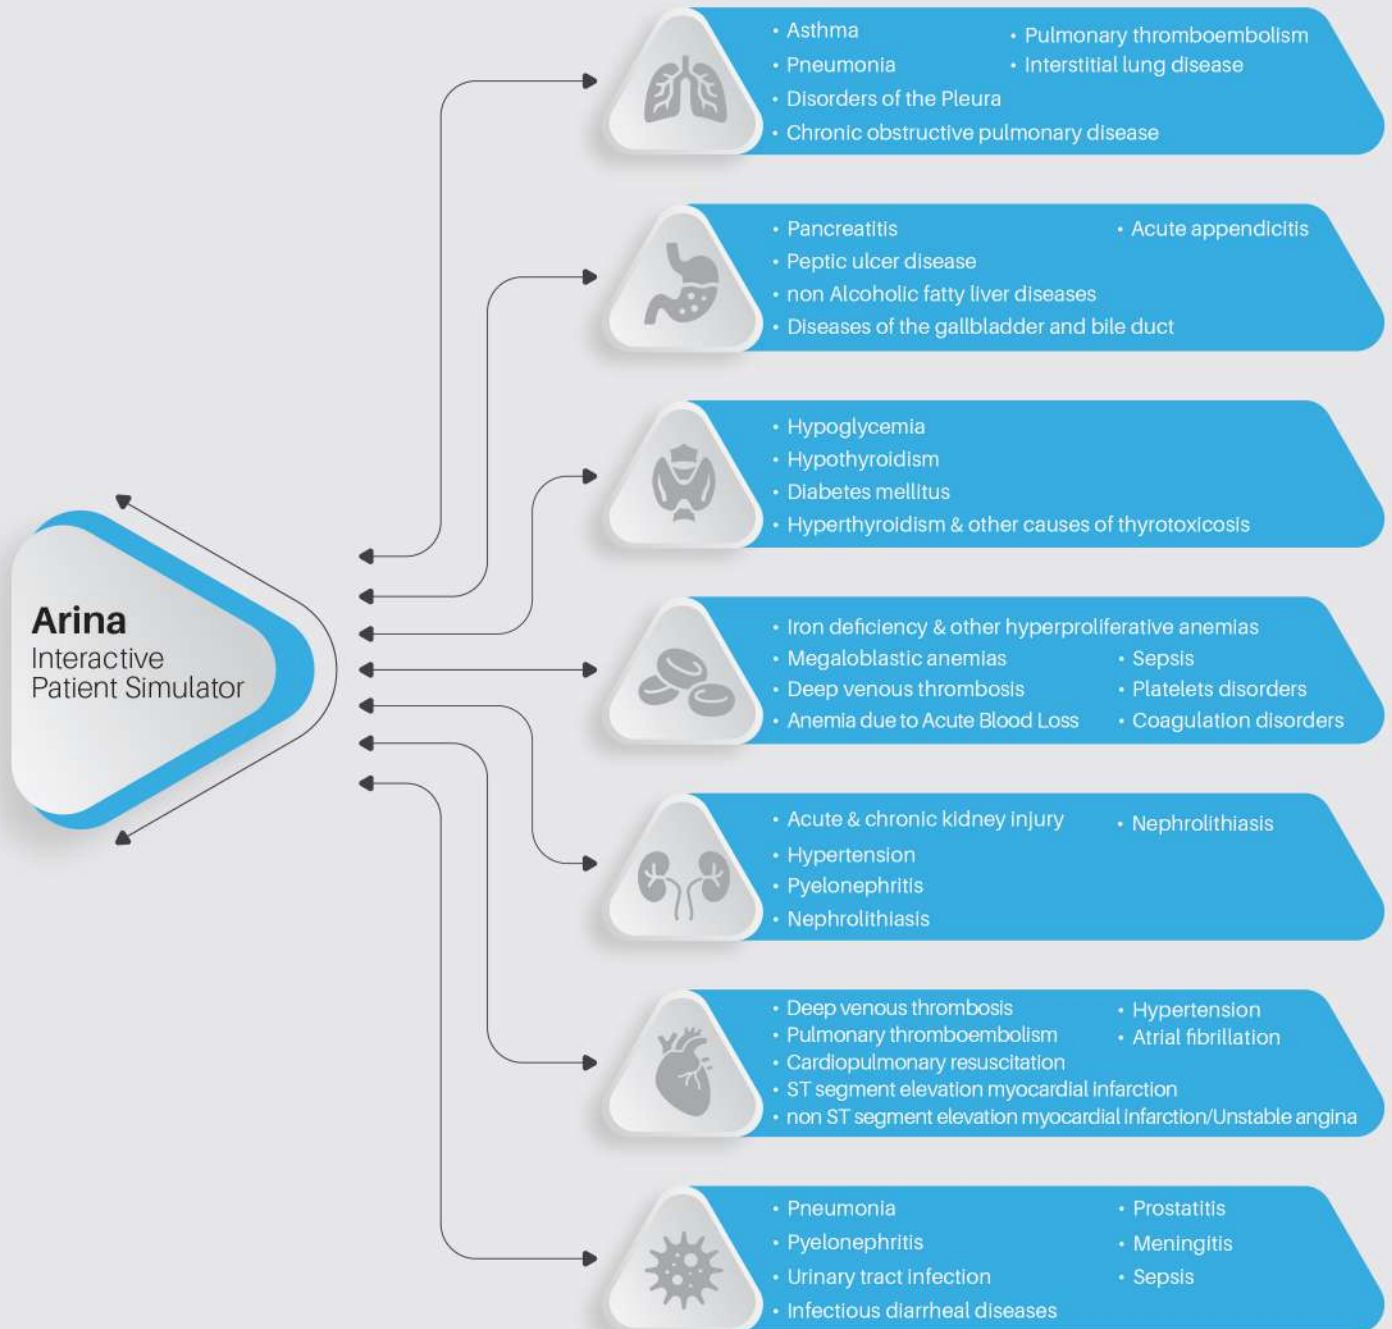 Arina
Interactive
Patient Simulator
• Asthma
• Pneumonia
• Disorders of the Pleura
• Chronic obstructive pulmonary disease
• Pulmonary thromboembolism
• Interstitial lung disease
• Pancreatitis
• Peptic ulcer disease
• non Alcoholic fatty liver diseases
• Diseases of the gallbladder and bile duct
• Acute appendicitis
• Hypoglycemia
• Hypothyroidism
• Diabetes mellitus
• Hyperthyroidism & other causes of thyrotoxicosis
• Iron deficiency & other hyperproliferative anemias
• Megaloblastic anemias
• Deep venous thrombosis
• Anemia due to Acute Blood Loss
• Sepsis
• Platelets disorders
• Coagulation disorders
• Acute & chronic kidney injury
• Hypertension
• Pyelonephritis
• Nephrolithiasis
• Nephrolithiasis
• Deep venous thrombosis
• Pulmonary thromboembolism
• Cardiopulmonary resuscitation
• ST segment elevation myocardial infarction
• non ST segment elevation myocardial infarction/Unstable angina
• Hypertension
• Atrial fibrillation
• Pneumonia
• Pyelonephritis
• Urinary tract infection
• Infectious diarrheal diseases
• Prostatitis
• Meningitis
• Sepsis